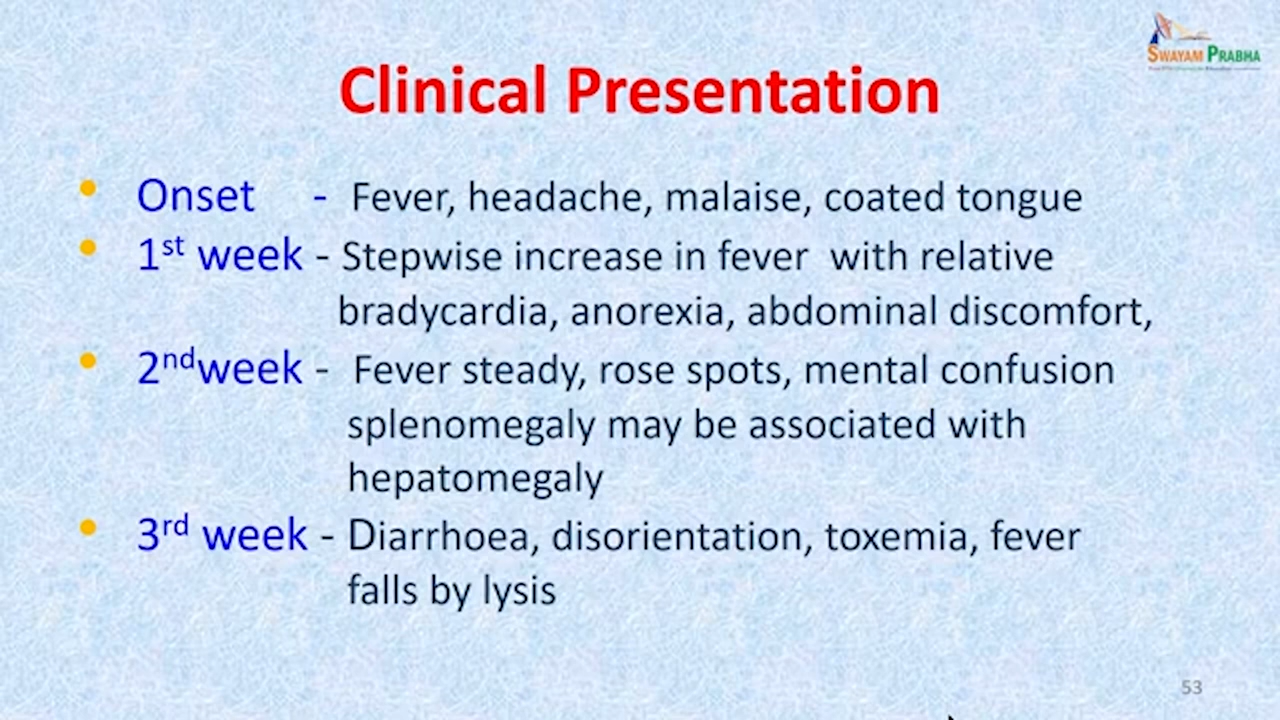 SWAYAM PRABHA
Clinical Presentation
• Onset - Fever, headache, malaise, coated tongue
• 1st week - Stepwise increase in fever with relative
bradycardia, anorexia, abdominal discomfort,
• 2ndweek - Fever steady, rose spots, mental confusion
splenomegaly may be associated with
hepatomegaly
• 3rd week - Diarrhoea, disorientation, toxemia, fever
falls by lysis
53